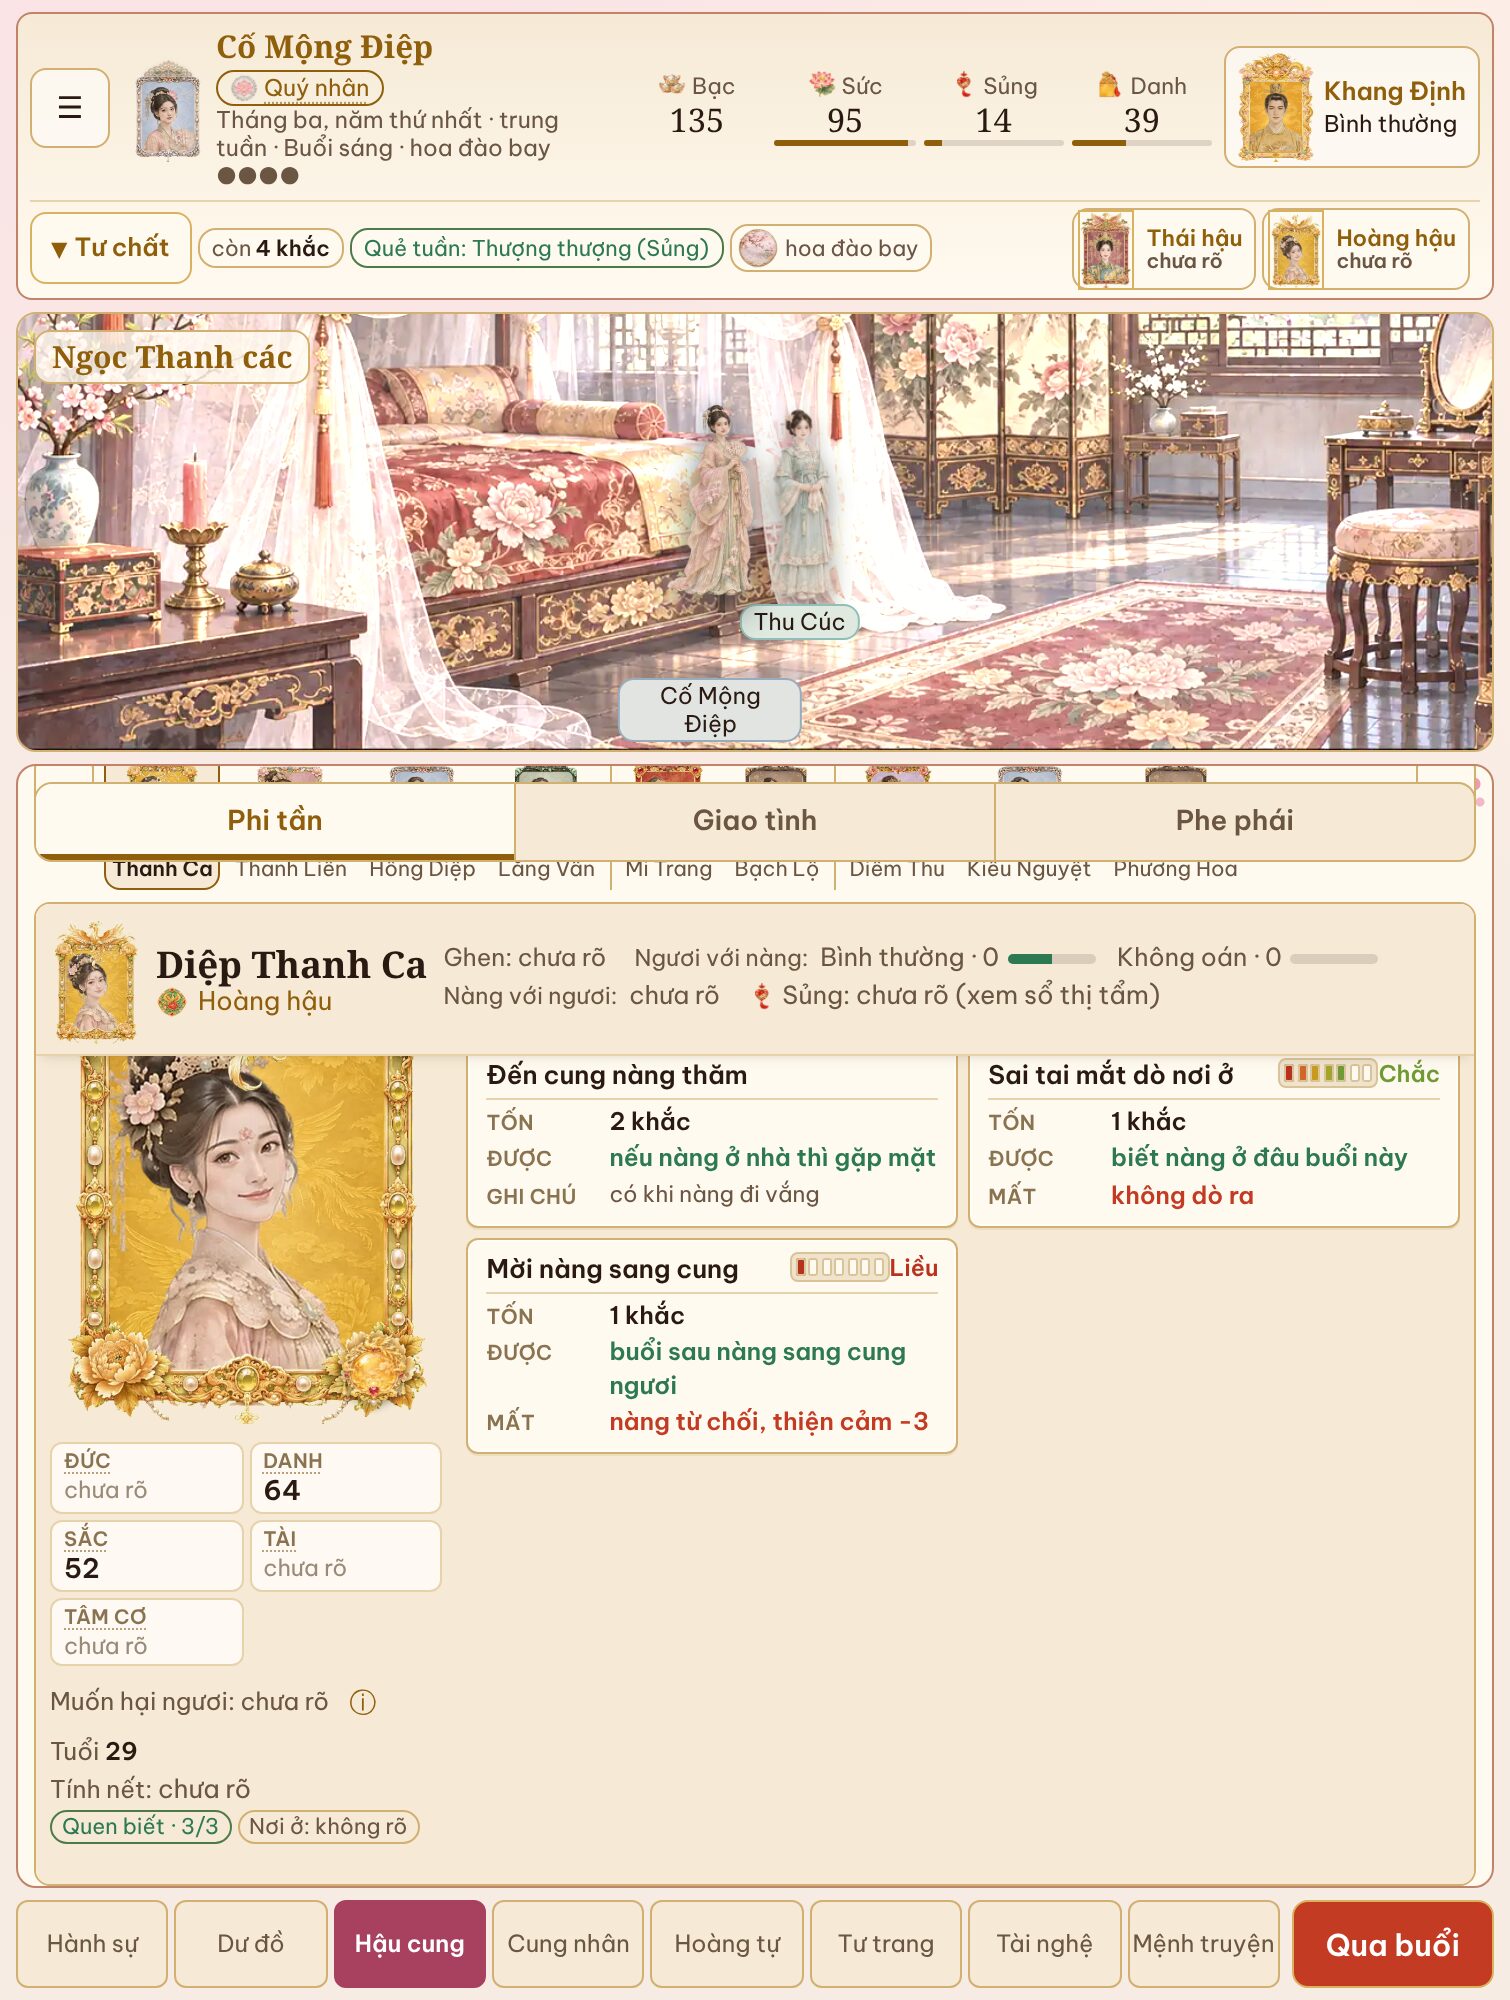 ☰
Cố Mộng Điệp
Quý nhân
Tháng ba, năm thứ nhất · trung
tuần · Buổi sáng · hoa đào bay
Bạc
135
Sức
95
Sủng
14
Danh
39
Khang Định
Bình thường
▼ Tư chất
còn 4 khắc
Quẻ tuần: Thượng thượng (Sủng)
hoa đào bay
Thái hậu
chưa rõ
Hoàng hậu
chưa rõ
Ngọc Thanh các
Thu Cúc
Cố Mộng
Điệp
Phi tần
Giao tình
Phe phái
Thanh Ca
Thanh Liên
Hồng Diệp
Lăng Vân
Mi Trang
Bạch Lộ
Diễm Thu
Kiều Nguyệt
Phương Hoa
Diệp Thanh Ca
Hoàng hậu
Ghen: chưa rõ
Ngươi với nàng: Bình thường · 0
Không oán · 0
Nàng với ngươi: chưa rõ
Sủng: chưa rõ (xem sổ thị tẩm)
Đến cung nàng thăm
TỐN 2 khắc
ĐƯỢC nếu nàng ở nhà thì gặp mặt
GHI CHÚ có khi nàng đi vắng
Sai tai mắt dò nơi ở Chắc
TỐN 1 khắc
ĐƯỢC biết nàng ở đâu buổi này
MẤT không dò ra
Mời nàng sang cung Liều
TỐN 1 khắc
ĐƯỢC buổi sau nàng sang cung
ngươi
MẤT nàng từ chối, thiện cảm -3
ĐỨC
chưa rõ
DANH
64
SẮC
52
TÀI
chưa rõ
TÂM CƠ
chưa rõ
Muốn hại ngươi: chưa rõ ⓘ
Tuổi 29
Tính nết: chưa rõ
Quen biết · 3/3
Nơi ở: không rõ
Hành sự
Dư đồ
Hậu cung
Cung nhân
Hoàng tự
Tư trang
Tài nghệ
Mệnh truyện
Qua buổi